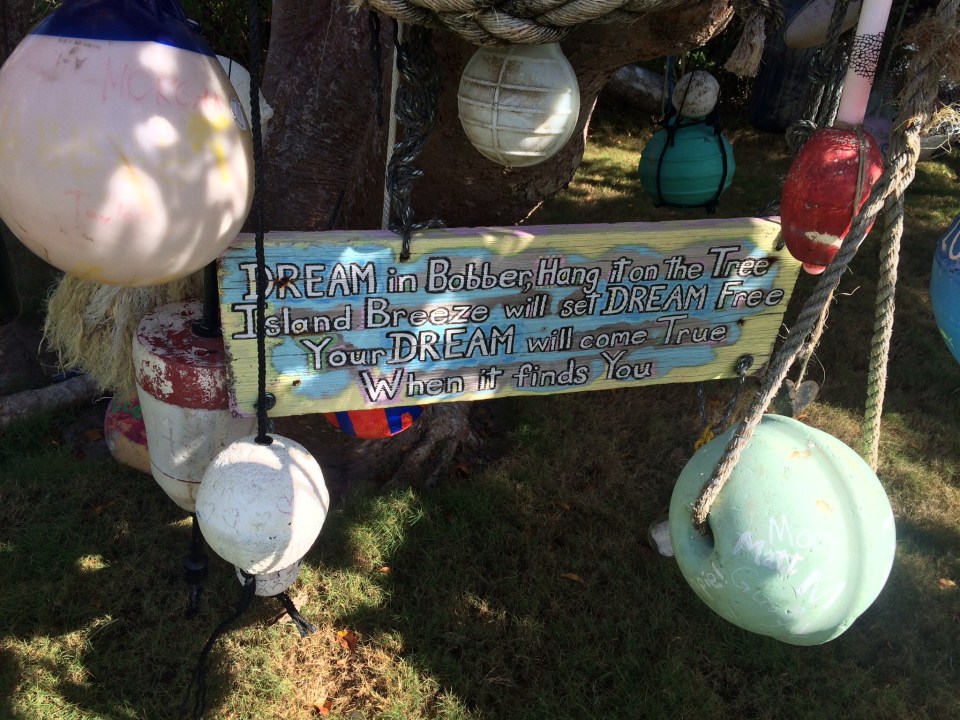 DREAM in Bobber, Hang it on the Tree
Island Breeze will set DREAM Free
Your DREAM will come True
When it finds You